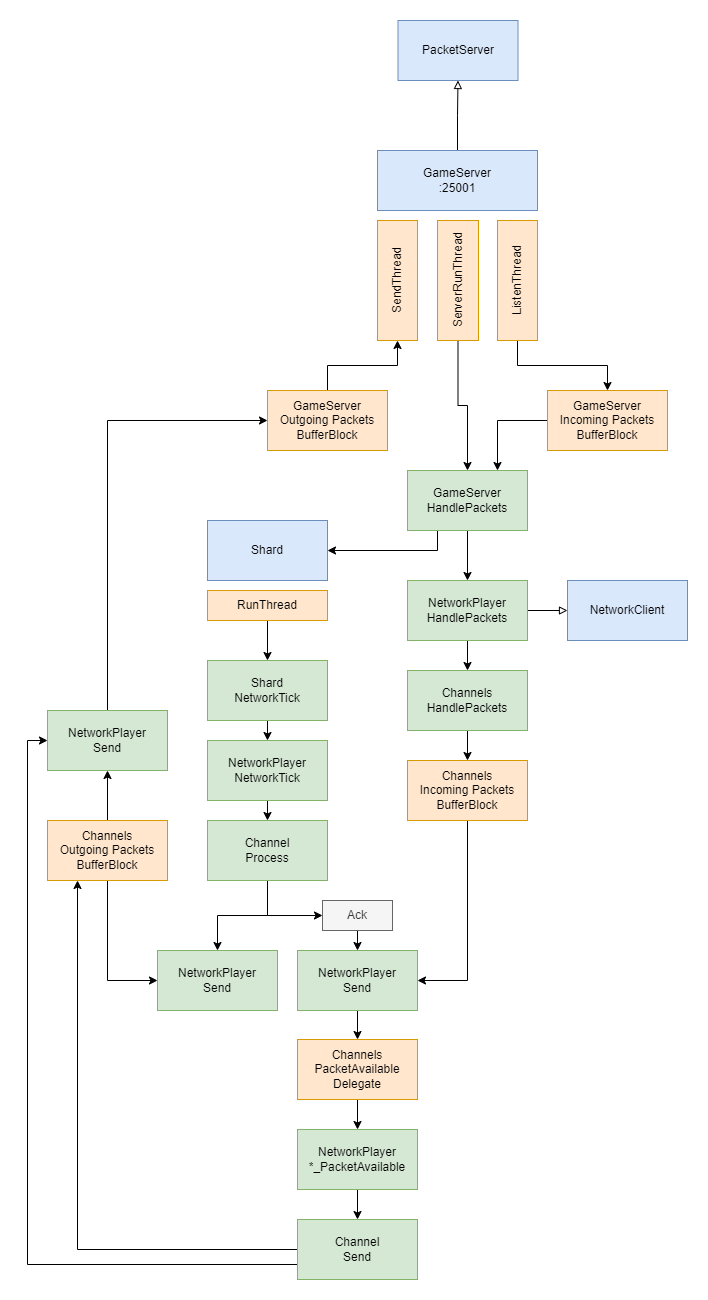 PacketServer
GameServer
:25001
SendThread
ServerRunThread
ListenThread
GameServer
Outgoing Packets
BufferBlock
GameServer
Incoming Packets
BufferBlock
GameServer
HandlePackets
Shard
RunThread
NetworkPlayer
HandlePackets
NetworkClient
Shard
NetworkTick
Channels
HandlePackets
NetworkPlayer
Send
NetworkPlayer
NetworkTick
Channels
Incoming Packets
BufferBlock
Channels
Outgoing Packets
BufferBlock
Channel
Process
Ack
NetworkPlayer
Send
NetworkPlayer
Send
Channels
PacketAvailable
Delegate
NetworkPlayer
*_PacketAvailable
Channel
Send